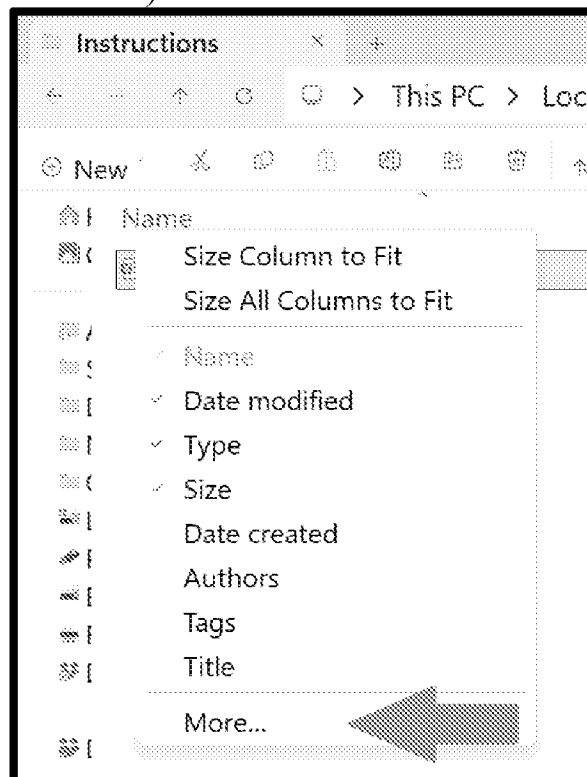 Instructions
This PC > Loc
New
Name
Size Column to Fit
Size All Columns to Fit
Name
Date modified
Type
Size
Date created
Authors
Tags
Title
More...